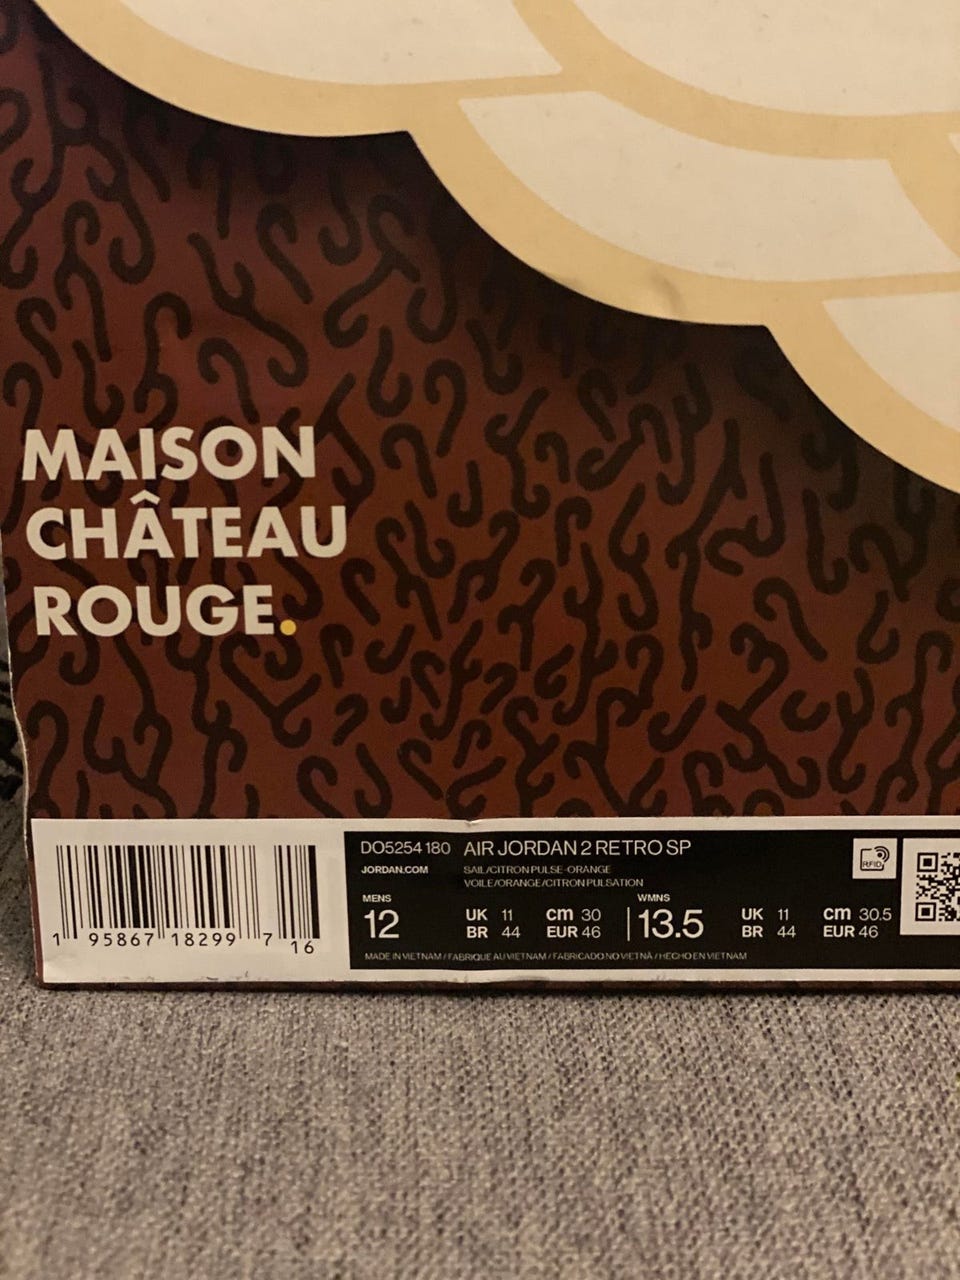 MAISON
CHÂTEAU
ROUGE.
DO5254 180 AIR JORDAN 2 RETRO SP
JORDAN.COM SAIL/CITRON PULSE-ORANGE
VOILE/ORANGE/CITRON PULSATION
RFID
MENS
12
UK 11 cm 30
BR 44 EUR 46
WMNS
13.5
UK 11 cm 30.5
BR 44 EUR 46
MADE IN VIETNAM / FABRIQUE AU VIETNAM / FABRICADO NO VIETNÃ / HECHO EN VIETNAM
1 95867 18299 7 16